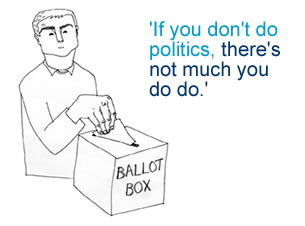 'If you don't do
politics, there's
not much you
do do.'
BALLOT
BOX